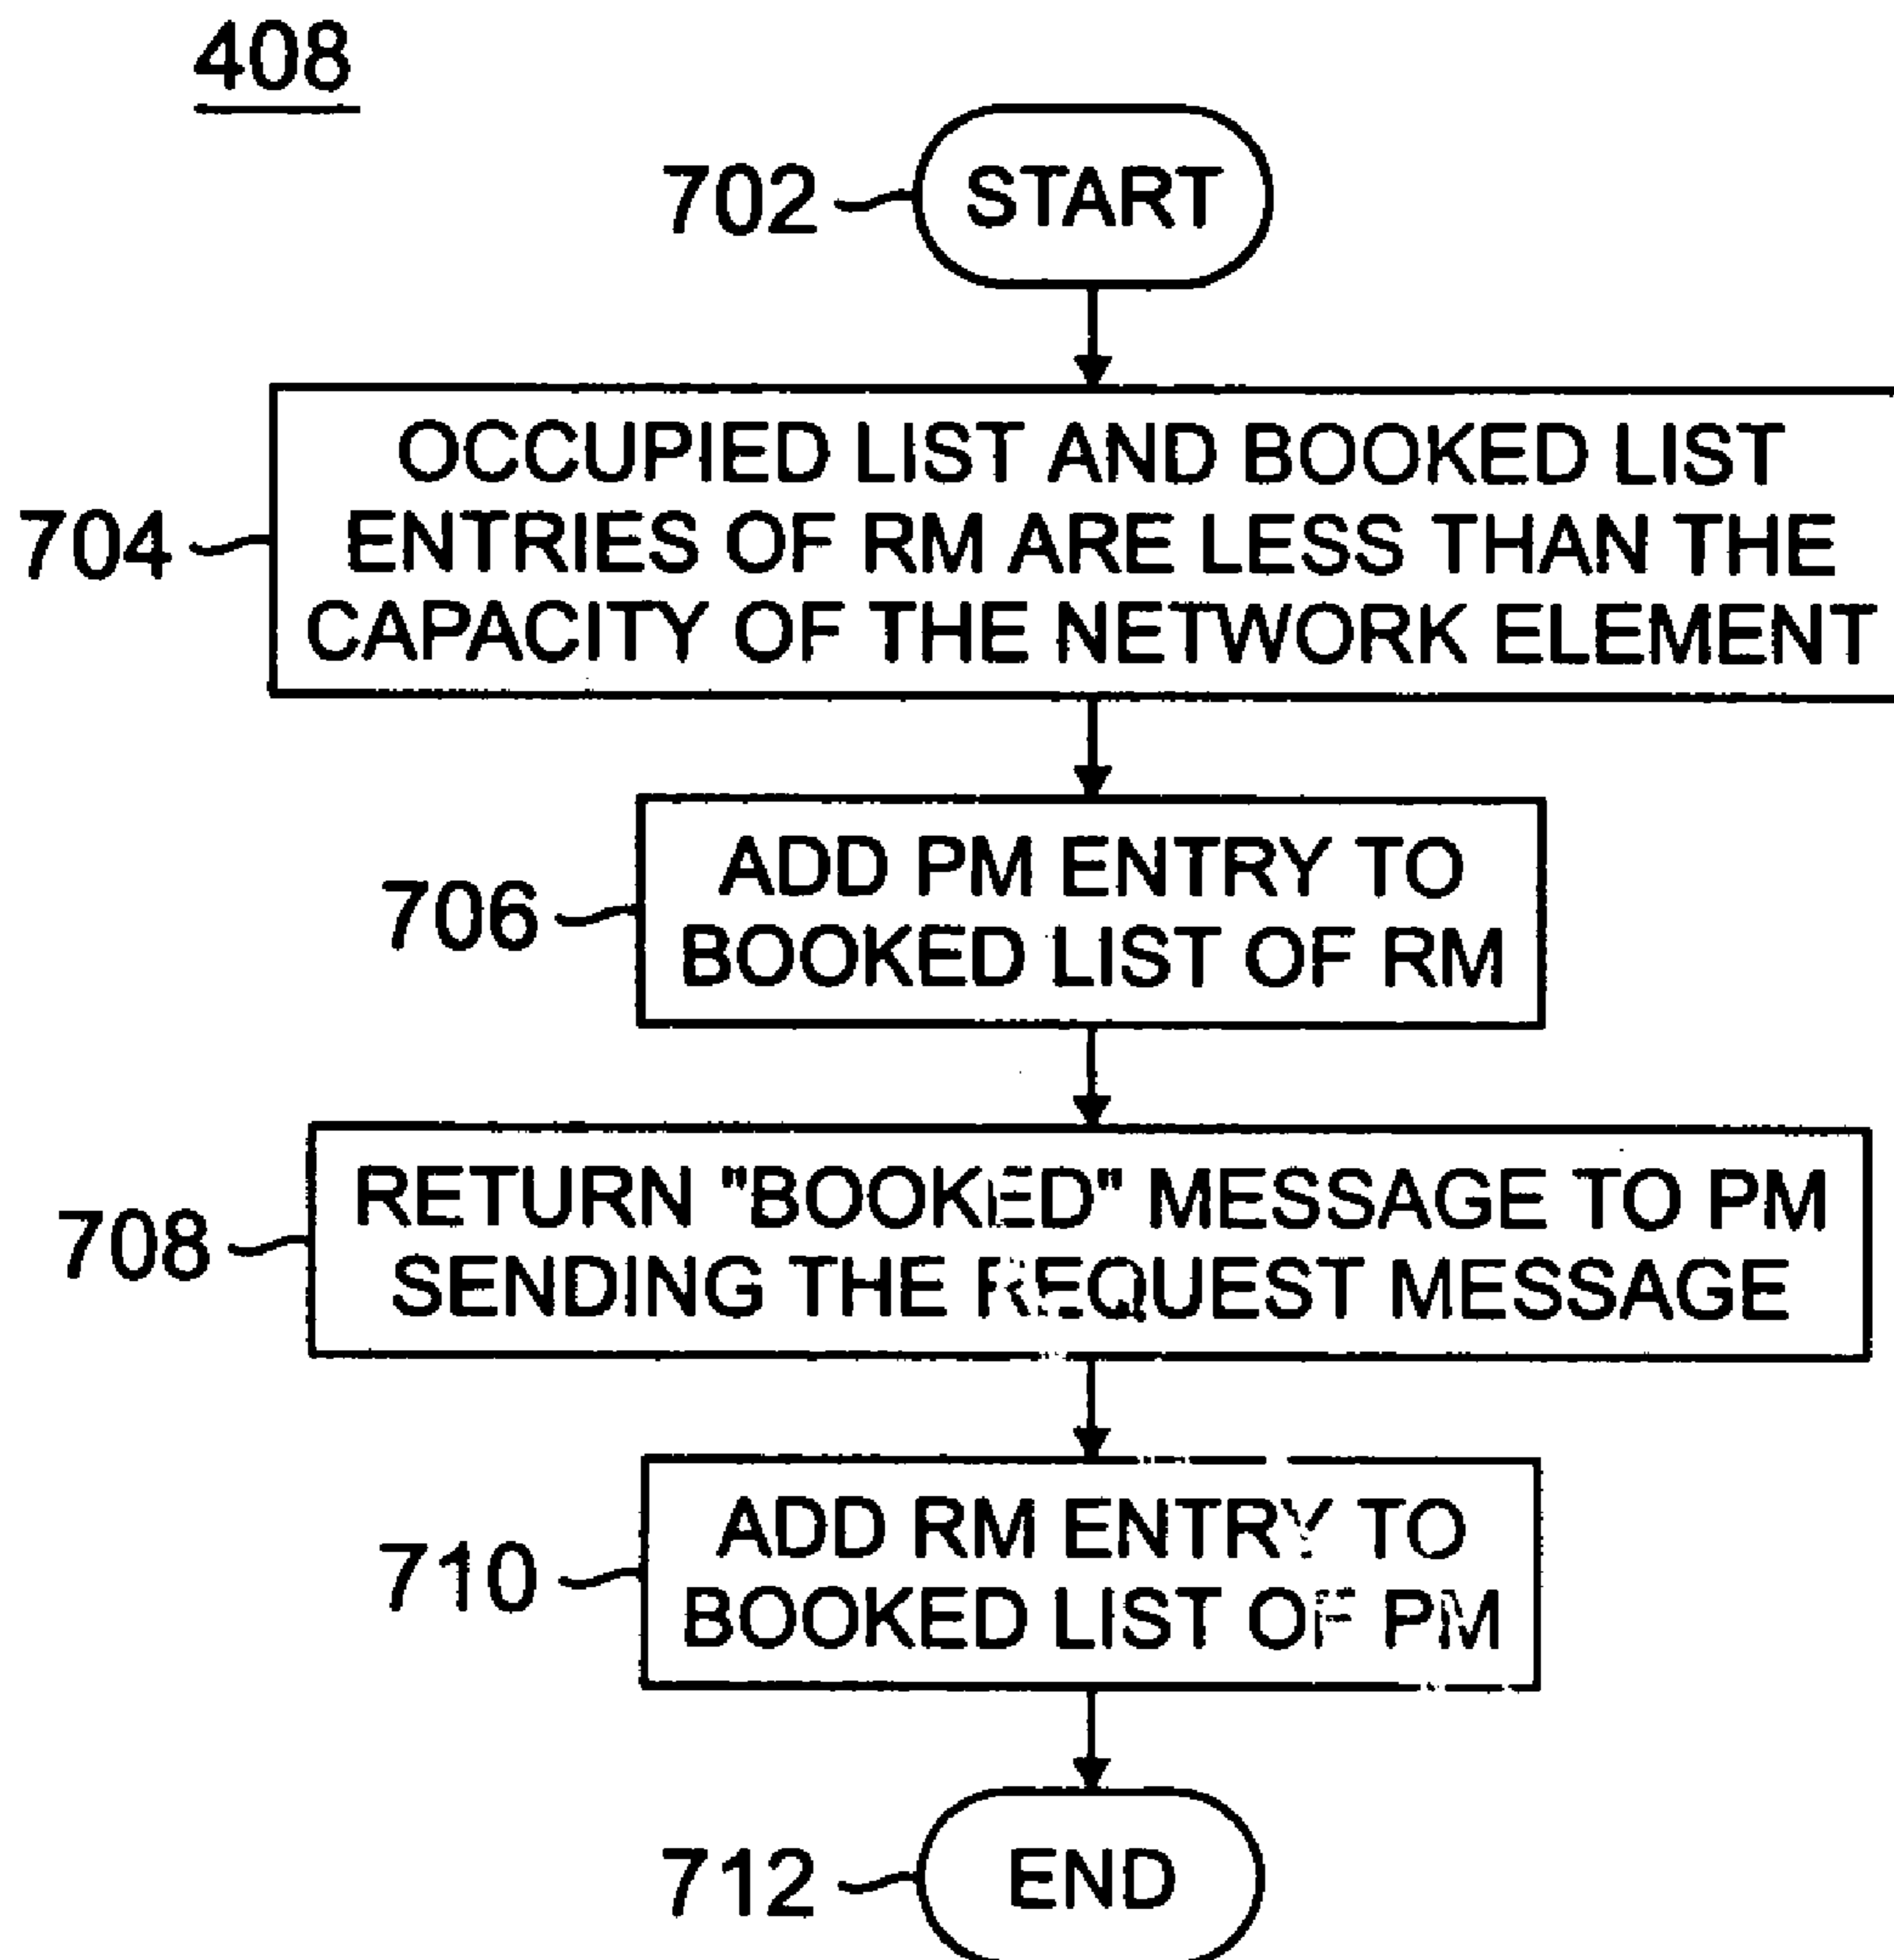 408
702
START
704
OCCUPIED LIST AND BOOKED LIST
ENTRIES OF RM ARE LESS THAN THE
CAPACITY OF THE NETWORK ELEMENT
706
ADD PM ENTRY TO
BOOKED LIST OF RM
708
RETURN "BOOKED" MESSAGE TO PM
SENDING THE REQUEST MESSAGE
710
ADD RM ENTRY TO
BOOKED LIST OF PM
712
END